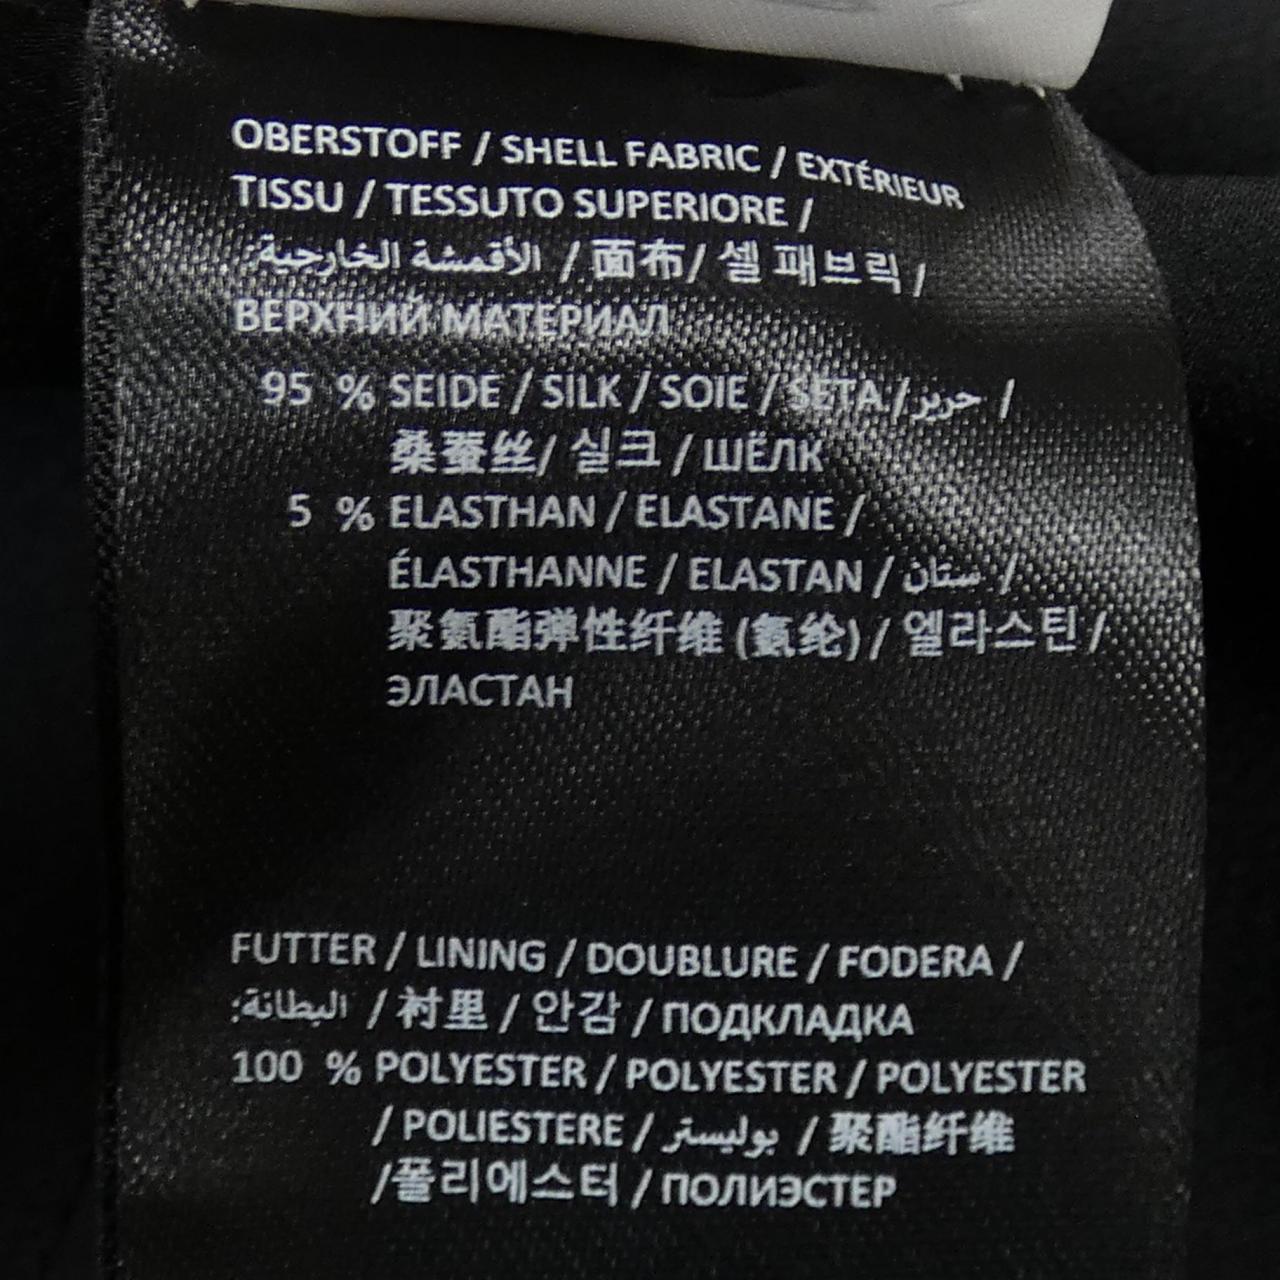 OBERSTOFF / SHELL FABRIC / EXTÉRIEUR
TISSU / TESSUTO SUPERIORE /
الأقمشة الخارجية / 面布/ 셀 패브릭 /
ВЕРХНИЙ МАТЕРИАЛ
95 % SEIDE / SILK / SOIE / SETA / حرير /
桑蚕丝/ 실크 / ШЁЛК
5 % ELASTHAN / ELASTANE /
ÉLASTHANNE / ELASTAN / ستان /
聚氨酯弹性纤维 (氨纶) / 엘라스틴 /
ЭЛАСТАН
FUTTER / LINING / DOUBLURE / FODERA /
البطانة: / 衬里 / 안감 / ПОДКЛАДКА
100 % POLYESTER / POLYESTER / POLYESTER
/ POLIESTERE / بوليستر / 聚酯纤维
/폴리에스터 / ПОЛИЭСТЕР